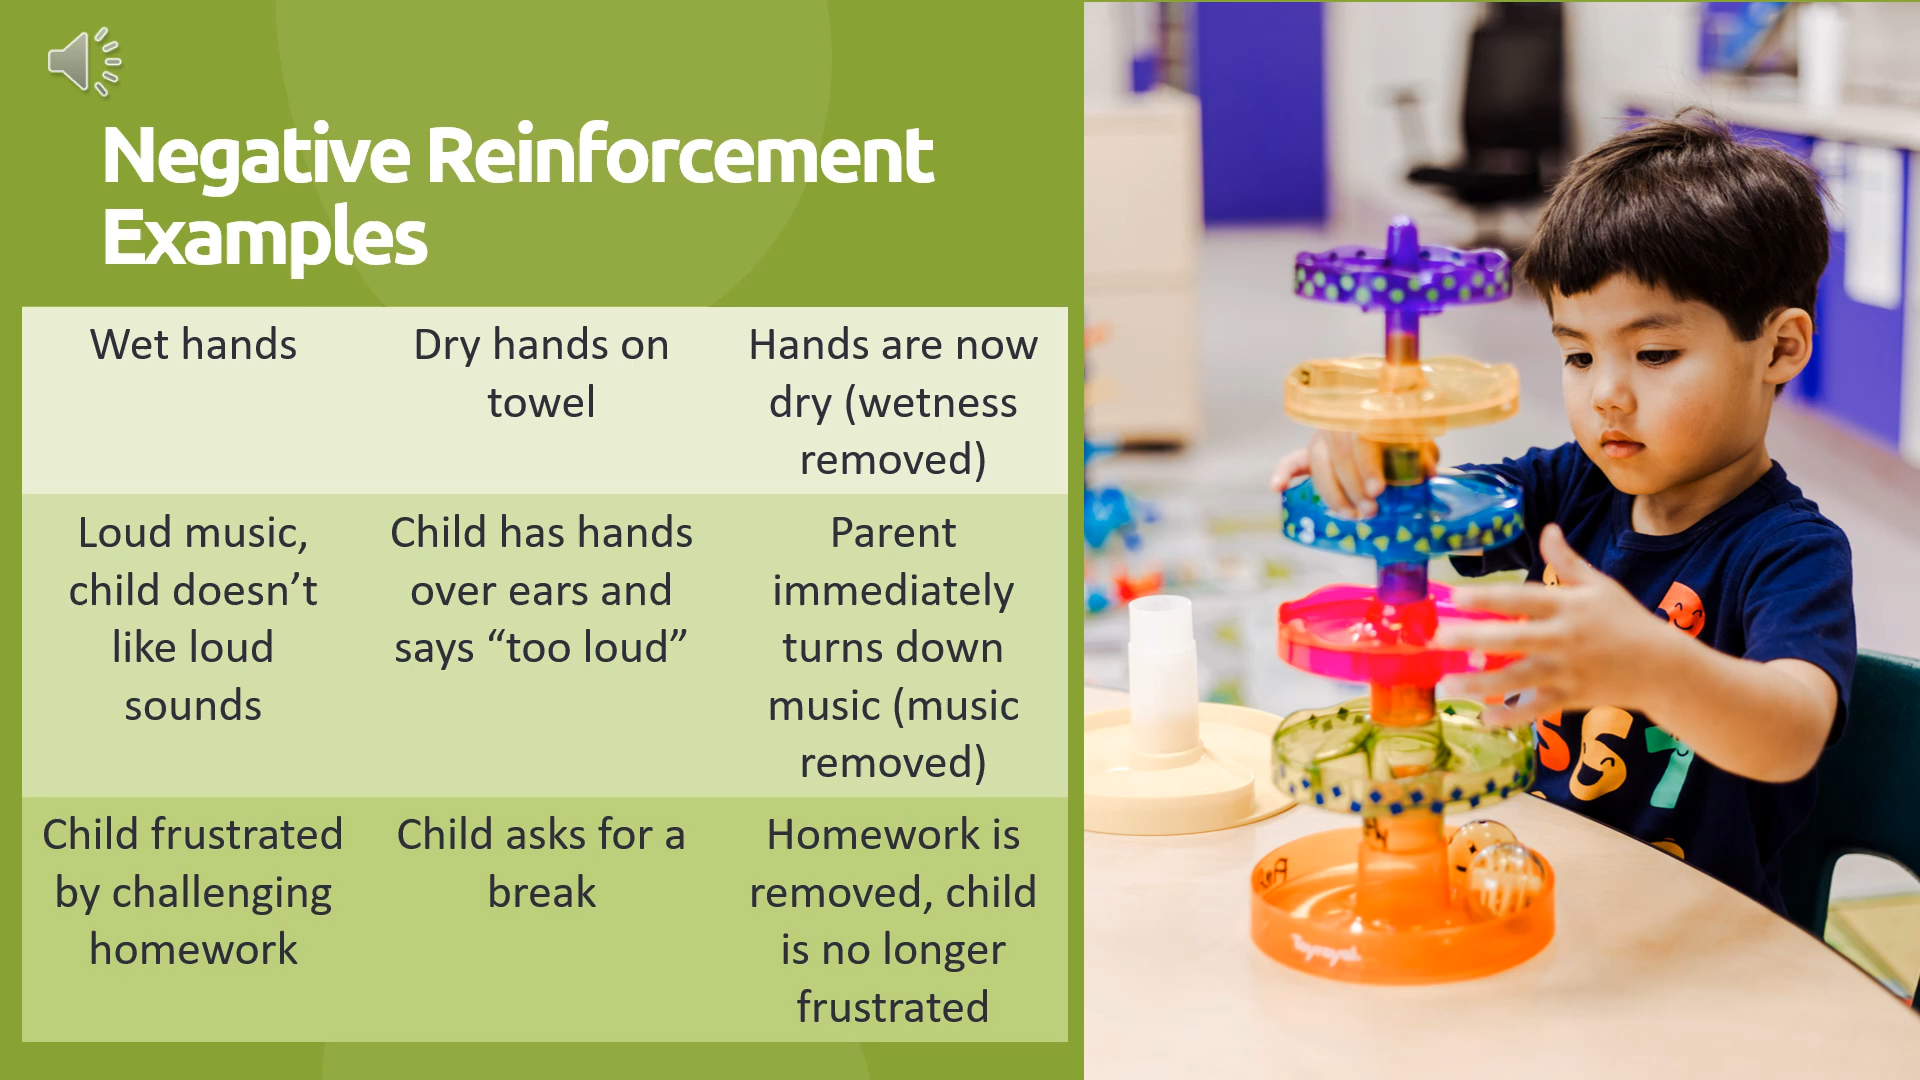 Negative Reinforcement
Examples
Wet hands
Dry hands on
towel
Hands are now
dry (wetness
removed)
Loud music,
child doesn’t
like loud
sounds
Child has hands
over ears and
says “too loud”
Parent
immediately
turns down
music (music
removed)
Child frustrated
by challenging
homework
Child asks for a
break
Homework is
removed, child
is no longer
frustrated
Toyroyal
567